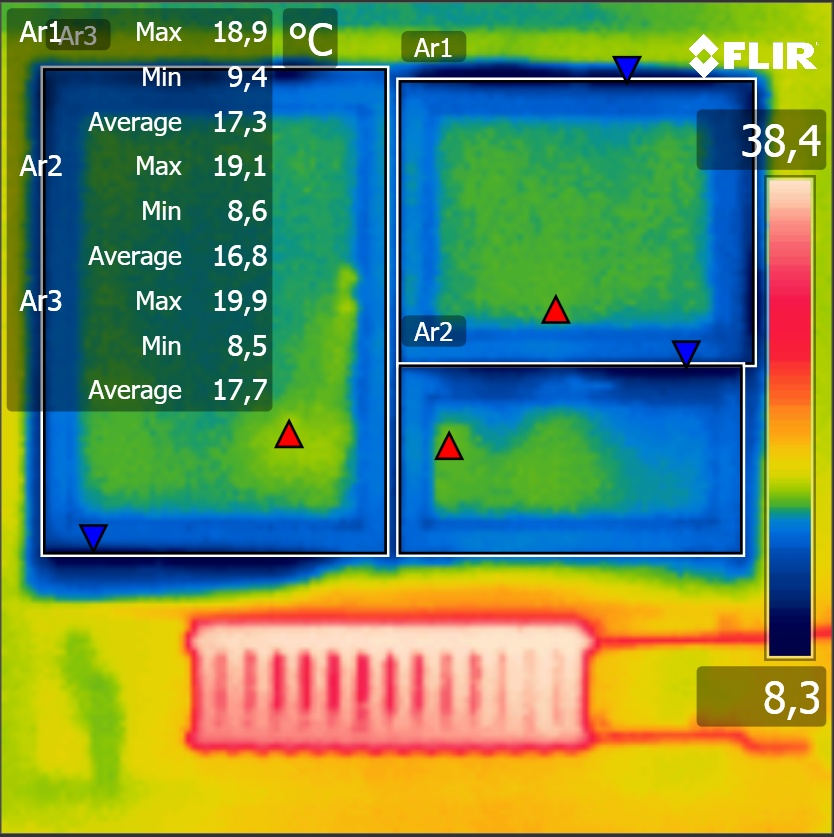 Ar1 Max 18,9 °C
Ar3
Min 9,4
Average 17,3
Ar2 Max 19,1
Min 8,6
Average 16,8
Ar3 Max 19,9
Min 8,5
Average 17,7
Ar1
FLIR
38,4
Ar2
8,3